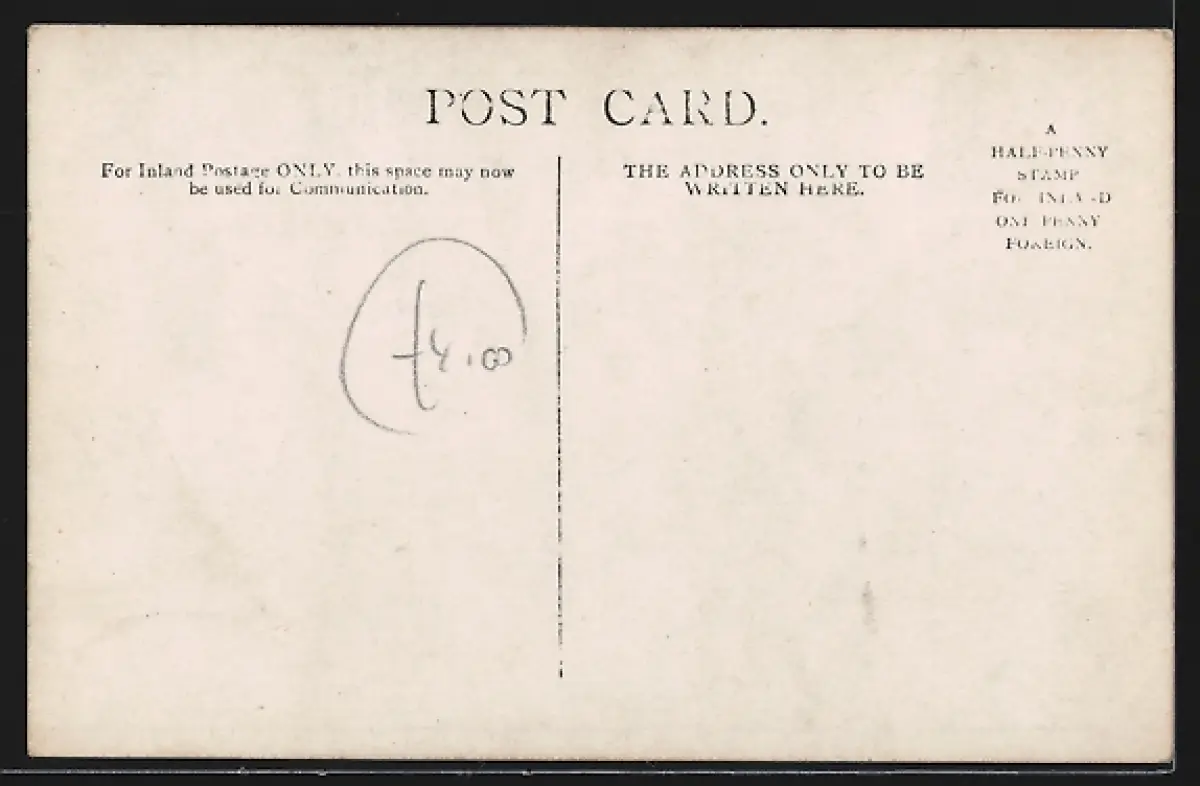 POST CARD.
For Inland Postage ONLY, this space may now
be used for Communication.
THE ADDRESS ONLY TO BE
WRITTEN HERE.
A
HALF-PENNY
STAMP
FOR INLAND
ONE PENNY
FOREIGN.
£4.00